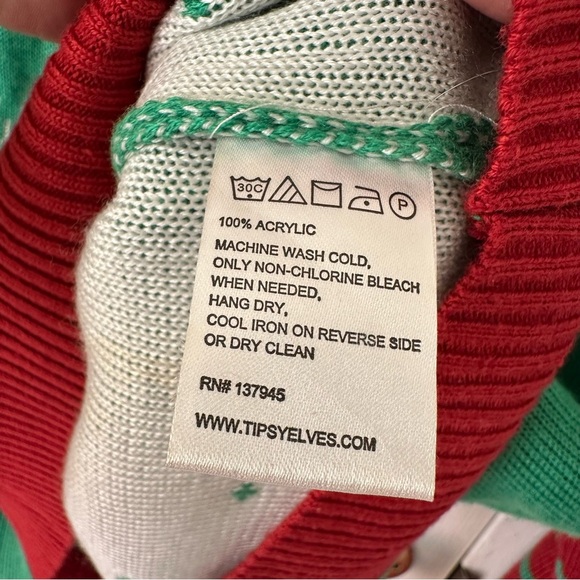 30C P
100% ACRYLIC
MACHINE WASH COLD,
ONLY NON-CHLORINE BLEACH
WHEN NEEDED,
HANG DRY,
COOL IRON ON REVERSE SIDE
OR DRY CLEAN
RN# 137945
WWW.TIPSYELVES.COM